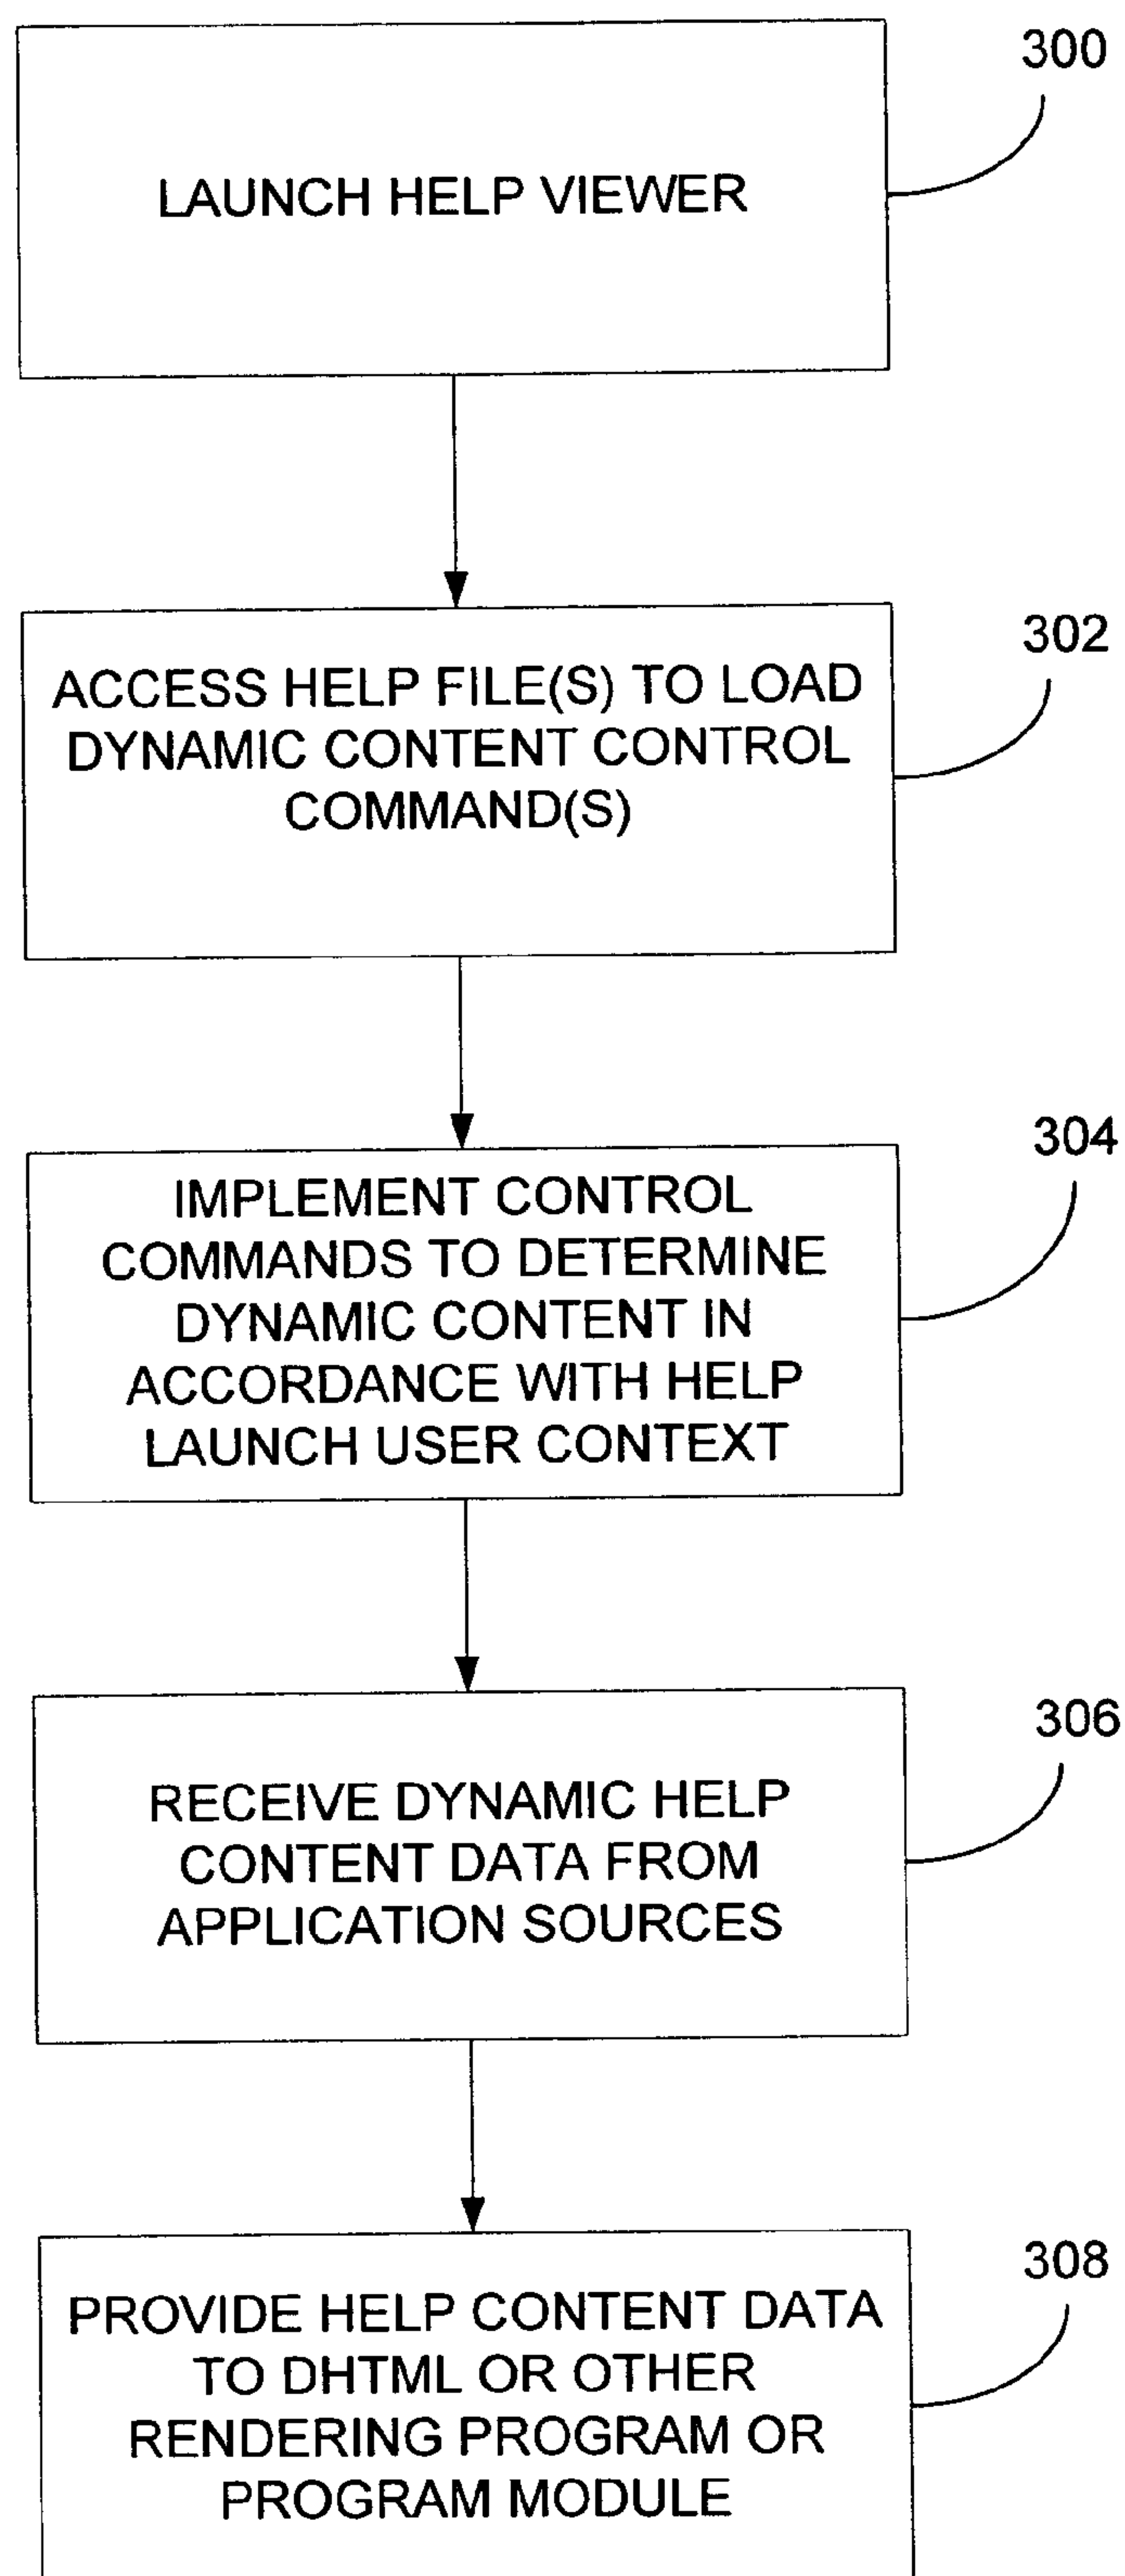 300
LAUNCH HELP VIEWER
302
ACCESS HELP FILE(S) TO LOAD
DYNAMIC CONTENT CONTROL
COMMAND(S)
304
IMPLEMENT CONTROL
COMMANDS TO DETERMINE
DYNAMIC CONTENT IN
ACCORDANCE WITH HELP
LAUNCH USER CONTEXT
306
RECEIVE DYNAMIC HELP
CONTENT DATA FROM
APPLICATION SOURCES
308
PROVIDE HELP CONTENT DATA
TO DHTML OR OTHER
RENDERING PROGRAM OR
PROGRAM MODULE